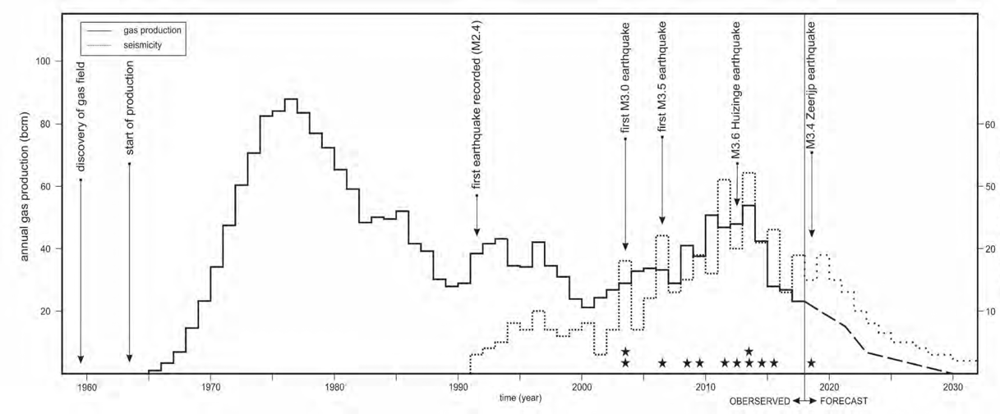 gas production
seismicity
discovery of gas field
start of production
first earthquake recorded (M2.4)
first M3.0 earthquake
first M3.5 earthquake
M3.6 Huizinge earthquake
M3.4 Zeerijp earthquake
annual gas production (bcm)
100
80
60
40
20
60
50
20
10
1960
1970
1980
1990
2000
2010
2020
2030
time (year)
OBERSERVED
FORECAST